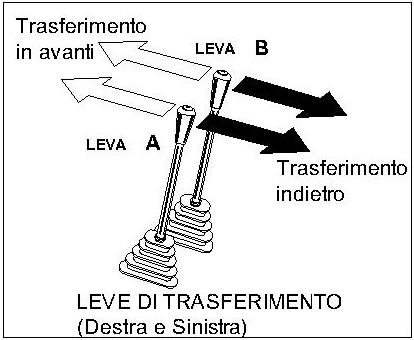 Trasferimento
in avanti
LEVA B
LEVA A
Trasferimento
indietro
LEVE DI TRASFERIMENTO
(Destra e Sinistra)